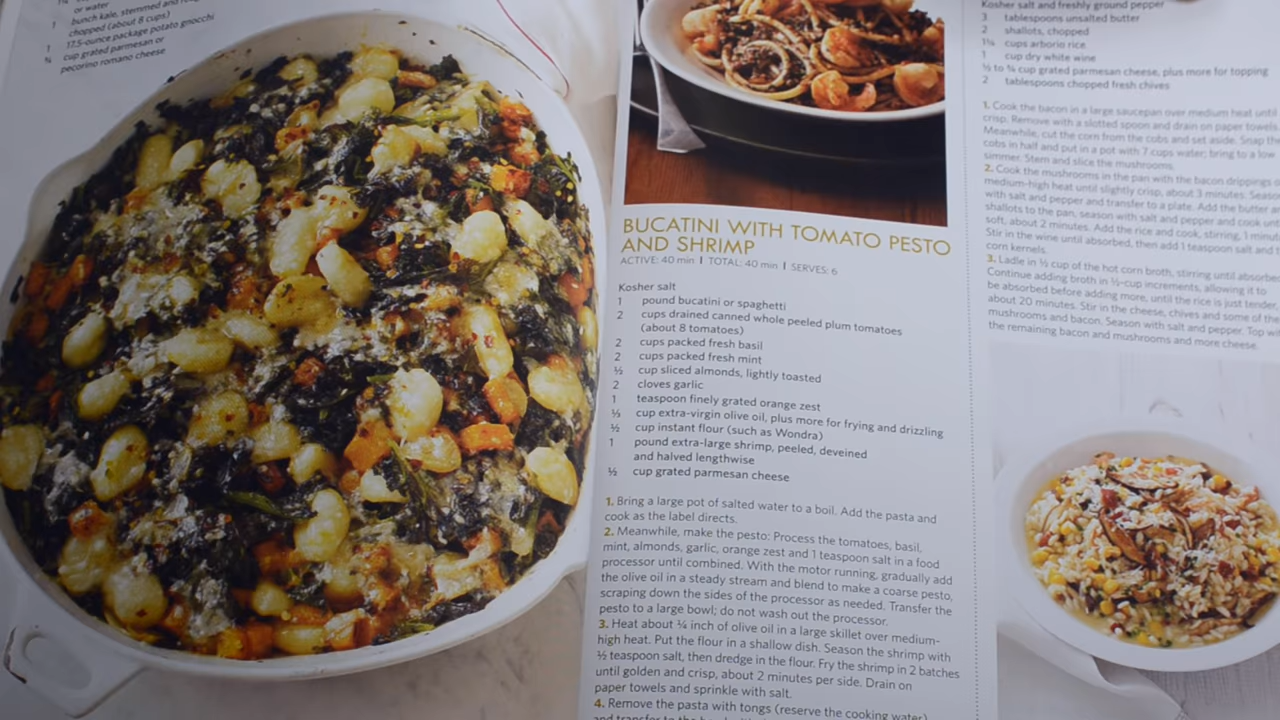 or water
1 bunch kale, stemmed and
chopped (about 8 cups)
1 17.5-ounce package potato gnocchi
¾ cup grated parmesan or
pecorino romano cheese
BUCATINI WITH TOMATO PESTO
AND SHRIMP
ACTIVE: 40 min | TOTAL: 40 min | SERVES: 6
Kosher salt
1 pound bucatini or spaghetti
2 cups drained canned whole peeled plum tomatoes
(about 8 tomatoes)
2 cups packed fresh basil
2 cups packed fresh mint
½ cup sliced almonds, lightly toasted
2 cloves garlic
1 teaspoon finely grated orange zest
⅓ cup extra-virgin olive oil, plus more for frying and drizzling
½ cup instant flour (such as Wondra)
1 pound extra-large shrimp, peeled, deveined
and halved lengthwise
½ cup grated parmesan cheese
1. Bring a large pot of salted water to a boil. Add the pasta and
cook as the label directs.
2. Meanwhile, make the pesto: Process the tomatoes, basil,
mint, almonds, garlic, orange zest and 1 teaspoon salt in a food
processor until combined. With the motor running, gradually add
the olive oil in a steady stream and blend to make a coarse pesto,
scraping down the sides of the processor as needed. Transfer the
pesto to a large bowl; do not wash out the processor.
3. Heat about ¼ inch of olive oil in a large skillet over medium-
high heat. Put the flour in a shallow dish. Season the shrimp with
½ teaspoon salt, then dredge in the flour. Fry the shrimp in 2 batches
until golden and crisp, about 2 minutes per side. Drain on
paper towels and sprinkle with salt.
4. Remove the pasta with tongs (reserve the cooking water)
and transfer to the
Kosher salt and freshly ground pepper
3 tablespoons unsalted butter
2 shallots, chopped
1¼ cups arborio rice
1 cup dry white wine
½ to ¾ cup grated parmesan cheese, plus more for topping
2 tablespoons chopped fresh chives
1. Cook the bacon in a large saucepan over medium heat until
crisp. Remove with a slotted spoon and drain on paper towels.
Meanwhile, cut the corn from the cobs and set aside. Snap the
cobs in half and put in a pot with 7 cups water; bring to a low
simmer. Stem and slice the mushrooms.
2. Cook the mushrooms in the pan with the bacon drippings
medium-high heat until slightly crisp, about 3 minutes.
with salt and pepper and transfer to a plate. Add the butter
shallots to the pan, season with salt and pepper and cook
soft, about 2 minutes. Add the rice and cook, stirring, 1
Stir in the wine until absorbed, then add 1 teaspoon salt and
corn kernels.
3. Ladle in ½ cup of the hot corn broth, stirring until
Continue adding broth in ½-cup increments, allowing it to
be absorbed before adding more, until the rice is just tender,
about 20 minutes. Stir in the cheese, chives and some of the
mushrooms and bacon. Season with salt and pepper. Top
the remaining bacon and mushrooms and more cheese.